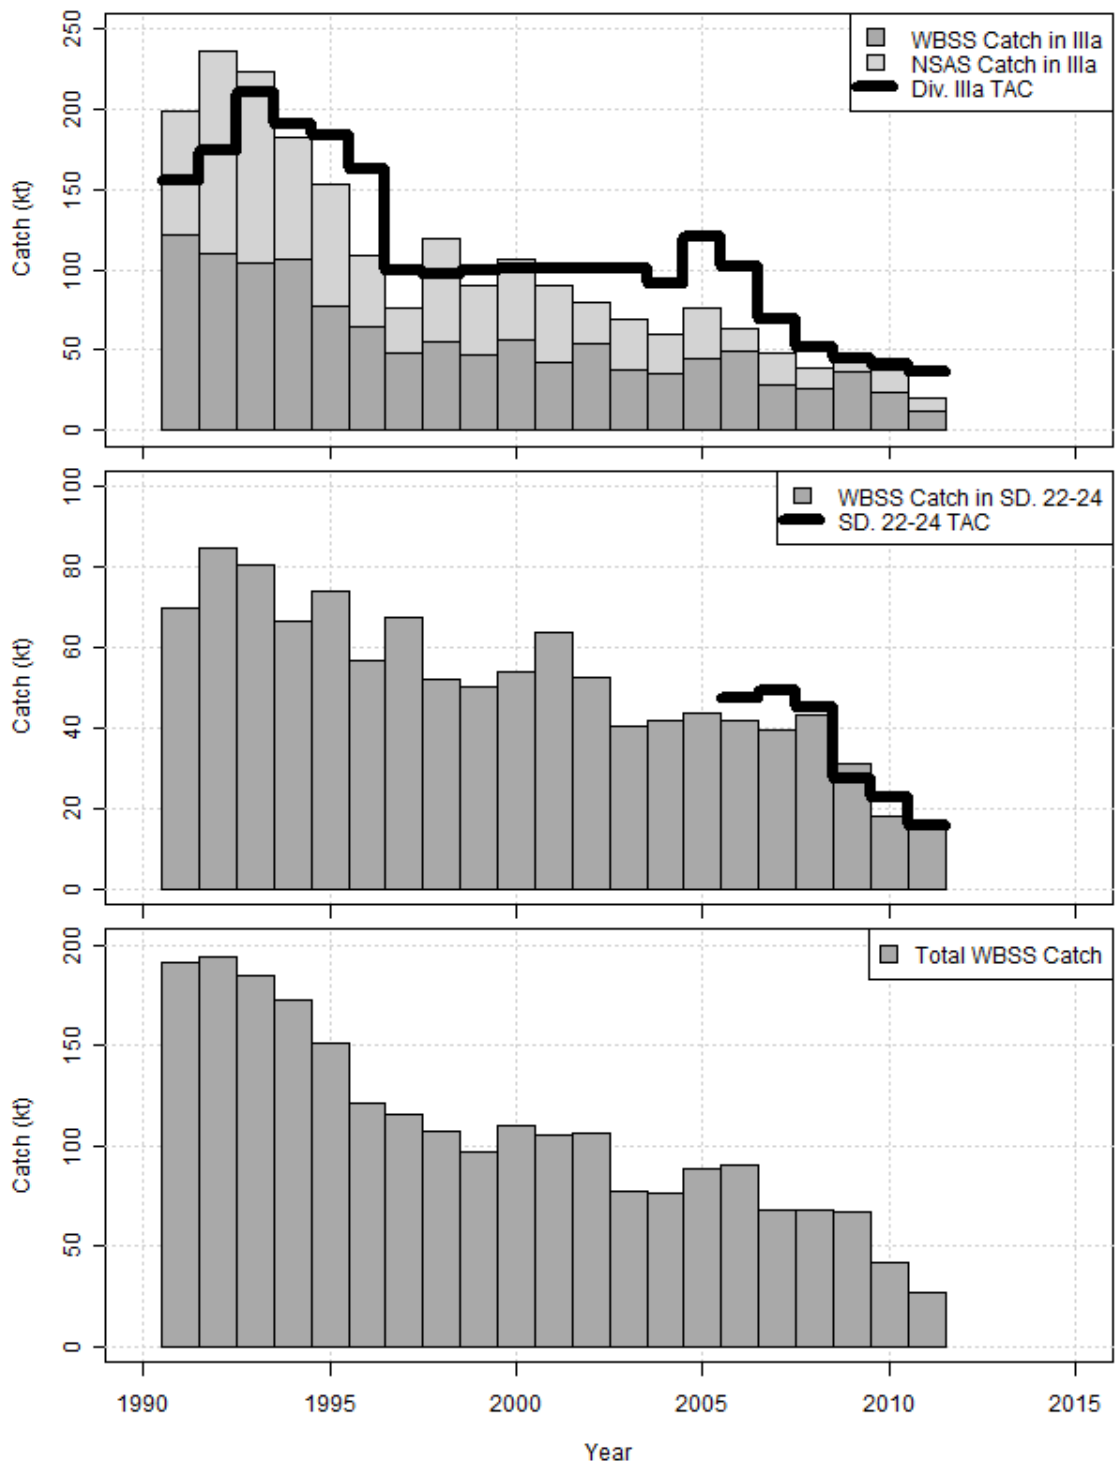 250
200
150
100
50
0
Catch (kt)
WBSS Catch in IIIa
NSAS Catch in IIIa
Div. IIIa TAC
100
80
60
40
20
0
Catch (kt)
WBSS Catch in SD. 22-24
SD. 22-24 TAC
200
150
100
50
0
Catch (kt)
Total WBSS Catch
1990 1995 2000 2005 2010 2015
Year